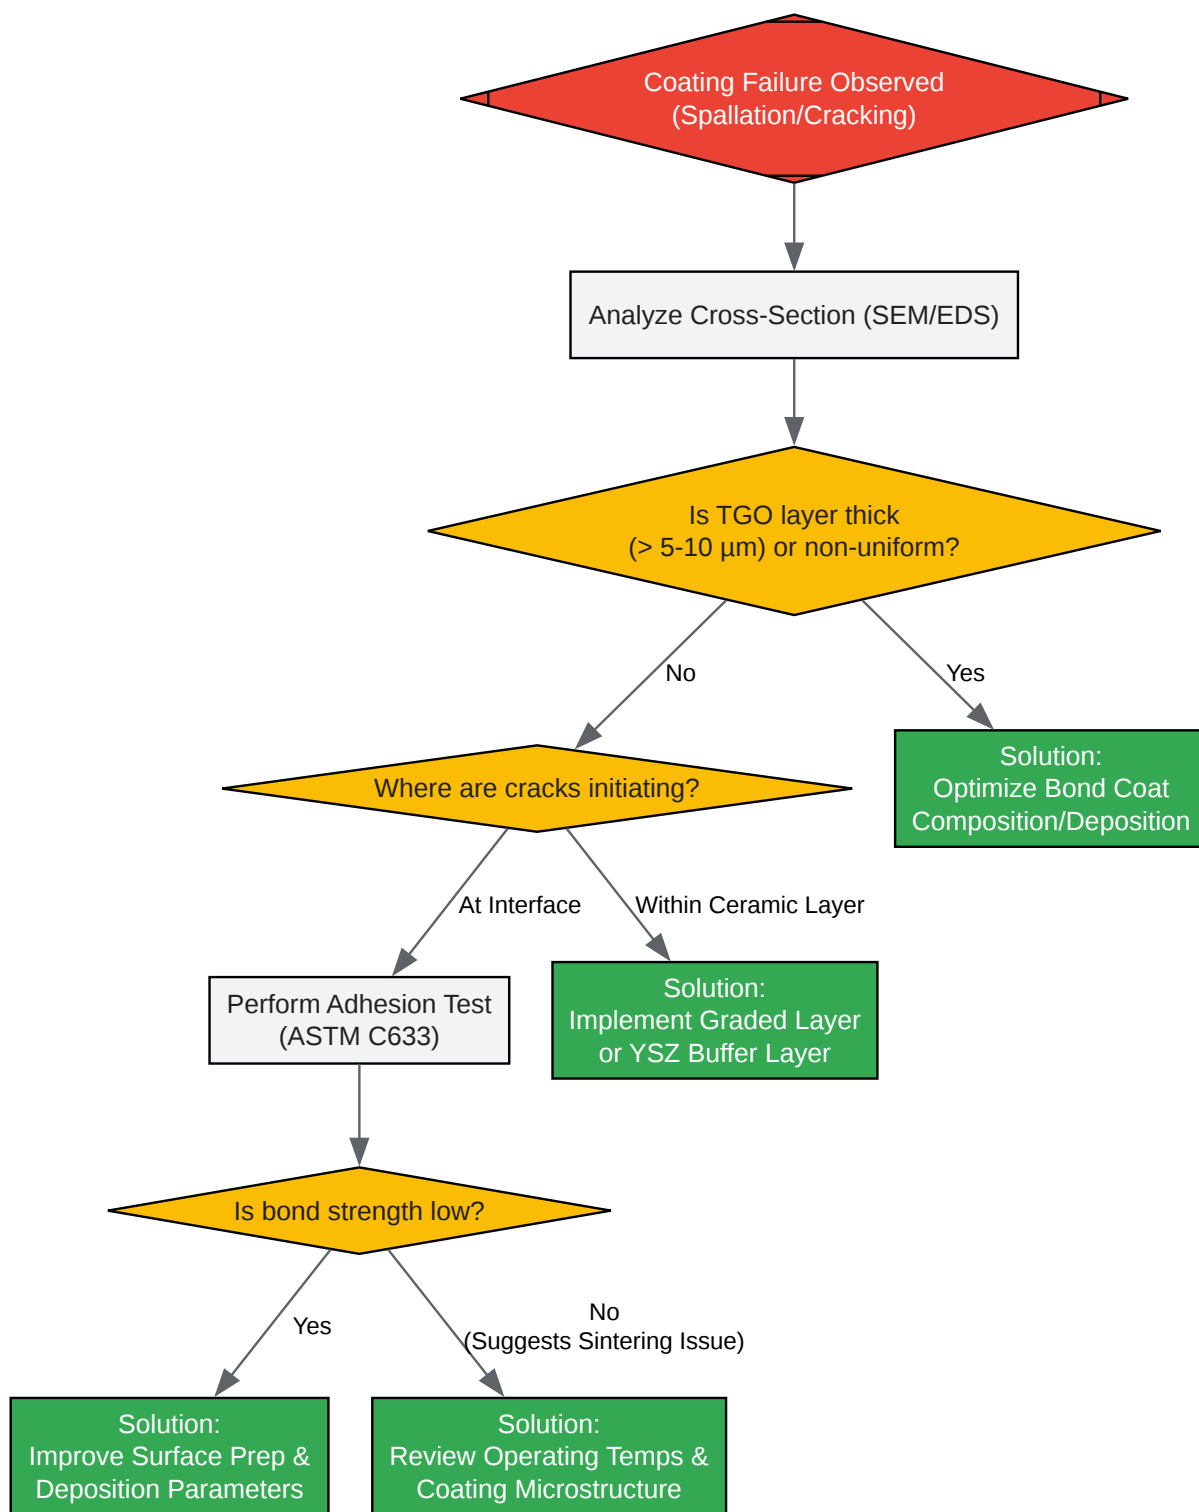 Coating Failure Observed
(Spallation/Cracking)
Analyze Cross-Section (SEM/EDS)
Is TGO layer thick
(> 5-10 µm) or non-uniform?
No
Yes
Solution:
Optimize Bond Coat
Composition/Deposition
Where are cracks initiating?
At Interface
Within Ceramic Layer
Perform Adhesion Test
(ASTM C633)
Solution:
Implement Graded Layer
or YSZ Buffer Layer
Is bond strength low?
Yes
No
(Suggests Sintering Issue)
Solution:
Improve Surface Prep &
Deposition Parameters
Solution:
Review Operating Temps &
Coating Microstructure